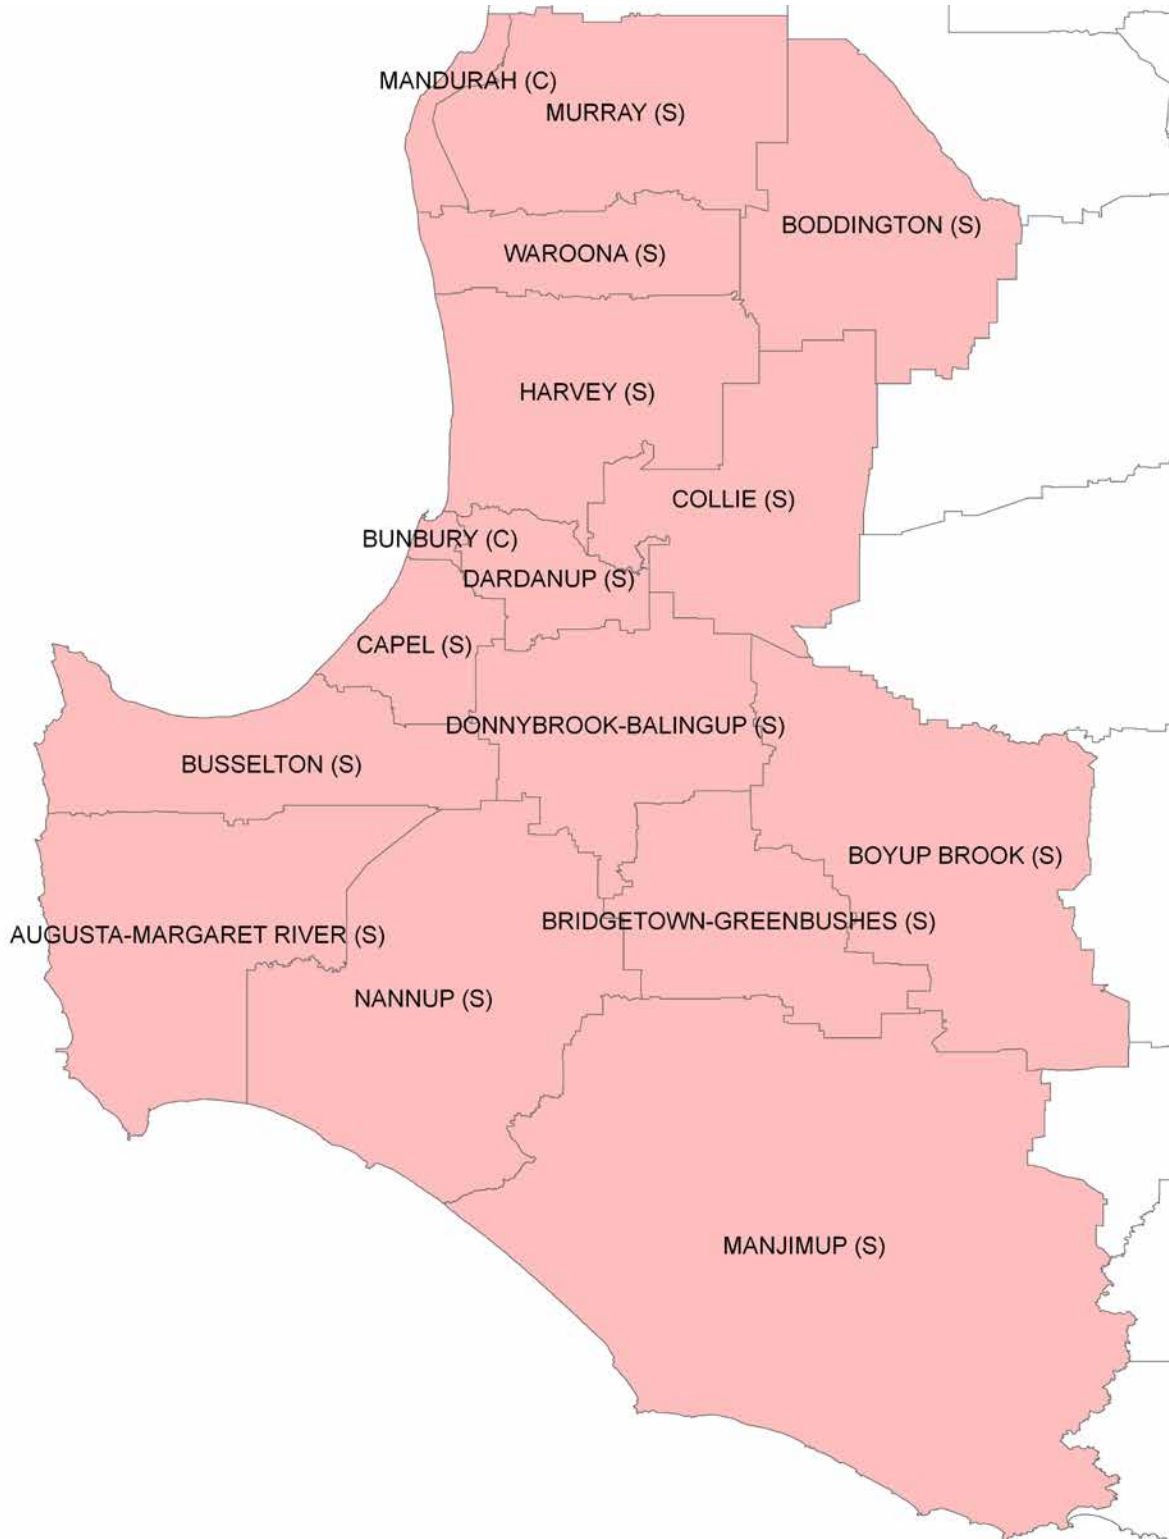 MANDURAH (C)
MURRAY (S)
BODDINGTON (S)
WAROONA (S)
HARVEY (S)
COLLIE (S)
BUNBURY (C)
DARDANUP (S)
CAPEL (S)
DONNYBROOK-BALINGUP (S)
BUSSELTON (S)
BOYUP BROOK (S)
BRIDGETOWN-GREENBUSHES (S)
AUGUSTA-MARGARET RIVER (S)
NANNUP (S)
MANJIMUP (S)